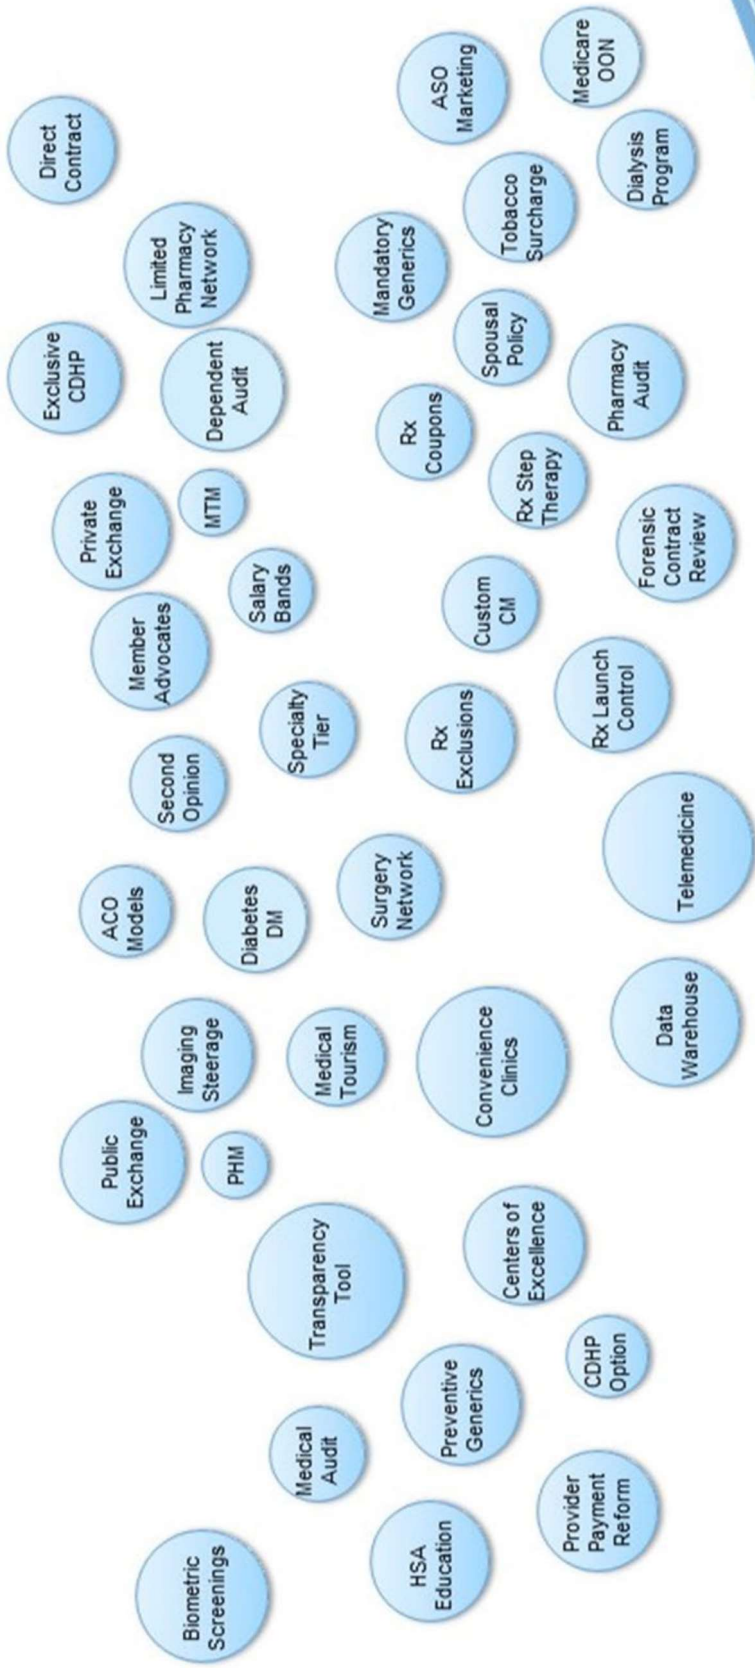 Biometric
Screenings
Public
Exchange
Imaging
Steerage
ACO
Models
Second
Opinion
Member
Advocates
Private
Exchange
Exclusive
CDHP
Direct
Contract
Medical
Audit
Transparency
Tool
PHM
Medical
Tourism
Diabetes
DM
Specialty
Tier
Salary
Bands
MTM
Dependent
Audit
Limited
Pharmacy
Network
HSA
Education
Preventive
Generics
Convenience
Clinics
Surgery
Network
Rx
Exclusions
Custom
CM
Rx
Coupons
Spousal
Policy
Mandatory
Generics
Tobacco
Surcharge
ASO
Marketing
Provider
Payment
Reform
CDHP
Option
Centers of
Excellence
Data
Warehouse
Telemedicine
Rx Launch
Control
Forensic
Contract
Review
Rx Step
Therapy
Pharmacy
Audit
Dialysis
Program
Medicare
OON